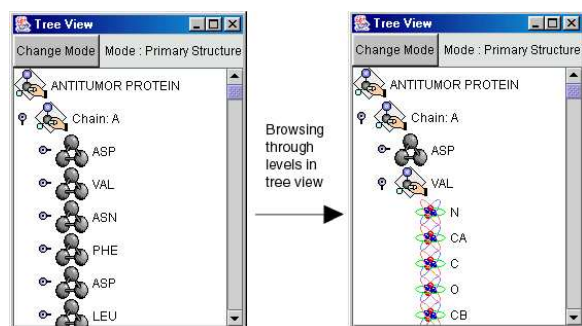 Tree View
Change Mode Mode : Primary Structure
ANTITUMOR PROTEIN
Chain: A
ASP
VAL
ASN
PHE
ASP
LEU
Browsing
through
levels in
tree view
Tree View
Change Mode Mode : Primary Structure
ANTITUMOR PROTEIN
Chain: A
ASP
VAL
N
CA
C
O
CB